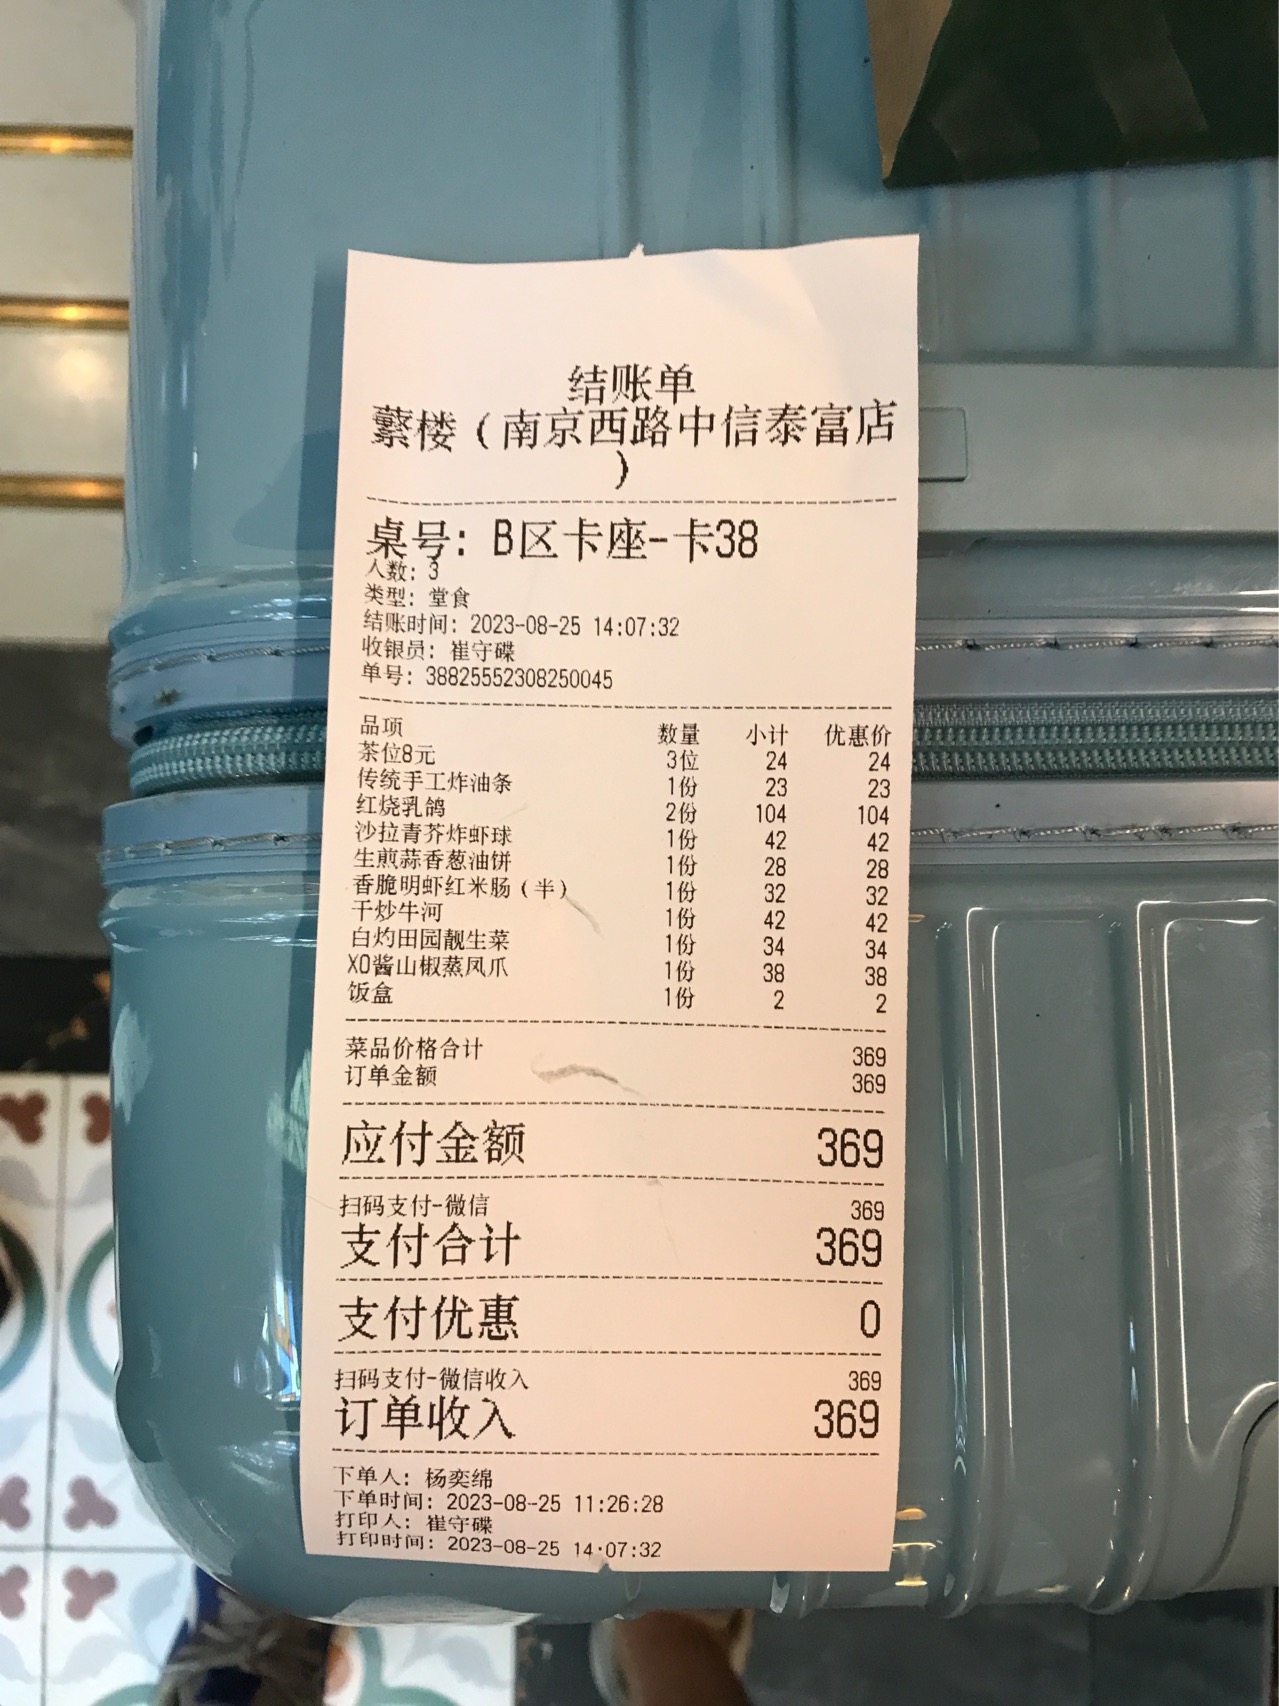 结账单
蘩楼（南京西路中信泰富店
）
桌号: B区卡座-卡38
人数: 3
类型: 堂食
结账时间: 2023-08-25 14:07:32
收银员: 崔守碟
单号: 38825552308250045
品项 数量 小计 优惠价
茶位8元 3位 24 24
传统手工炸油条 1份 23 23
红烧乳鸽 2份 104 104
沙拉青芥炸虾球 1份 42 42
生煎蒜香葱油饼 1份 28 28
香脆明虾红米肠（半） 1份 32 32
干炒牛河 1份 42 42
白灼田园靓生菜 1份 34 34
XO酱山椒蒸凤爪 1份 38 38
饭盒 1份 2 2
菜品价格合计 369
订单金额 369
应付金额 369
扫码支付-微信 369
支付合计 369
支付优惠 0
扫码支付-微信收入 369
订单收入 369
下单人: 杨奕绵
下单时间: 2023-08-25 11:26:28
打印人: 崔守碟
打印时间: 2023-08-25 14:07:32